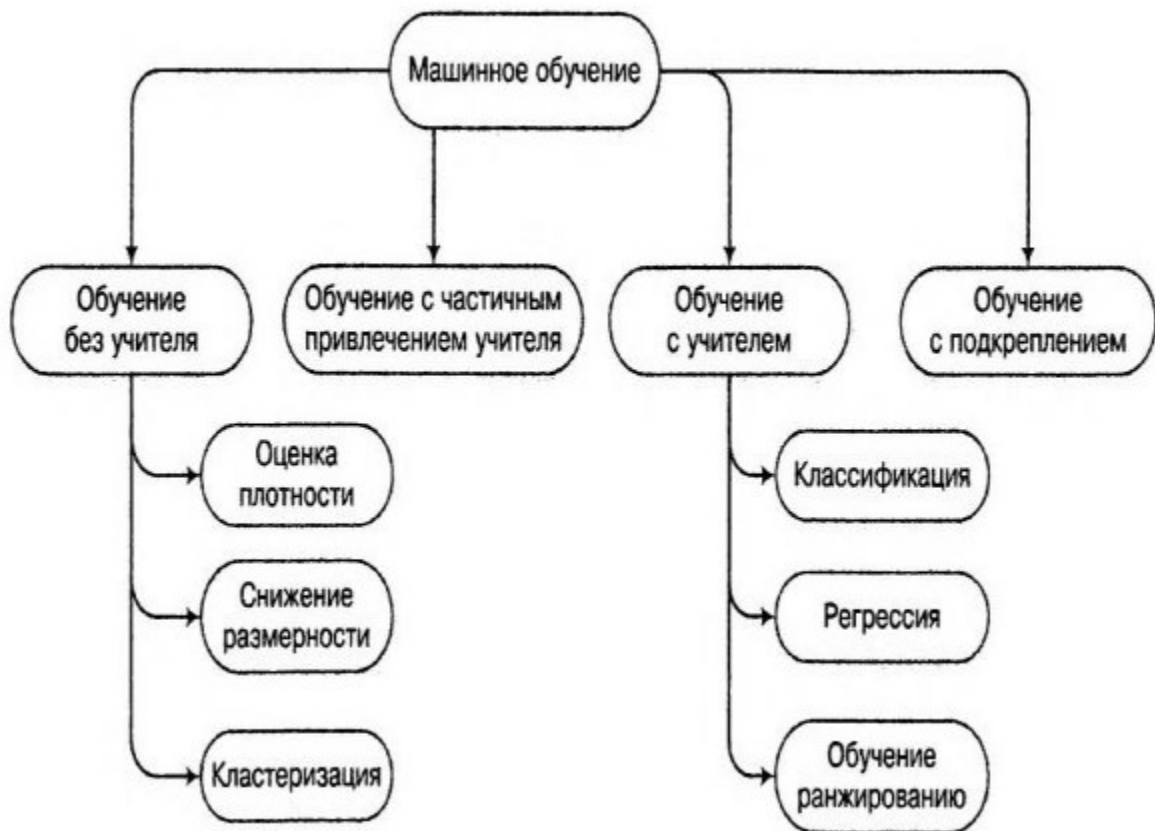 Машинное обучение
Обучение
без учителя
Обучение с частичным
привлечением учителя
Обучение
с учителем
Обучение
с подкреплением
Оценка
плотности
Снижение
размерности
Кластеризация
Классификация
Регрессия
Обучение
ранжированию